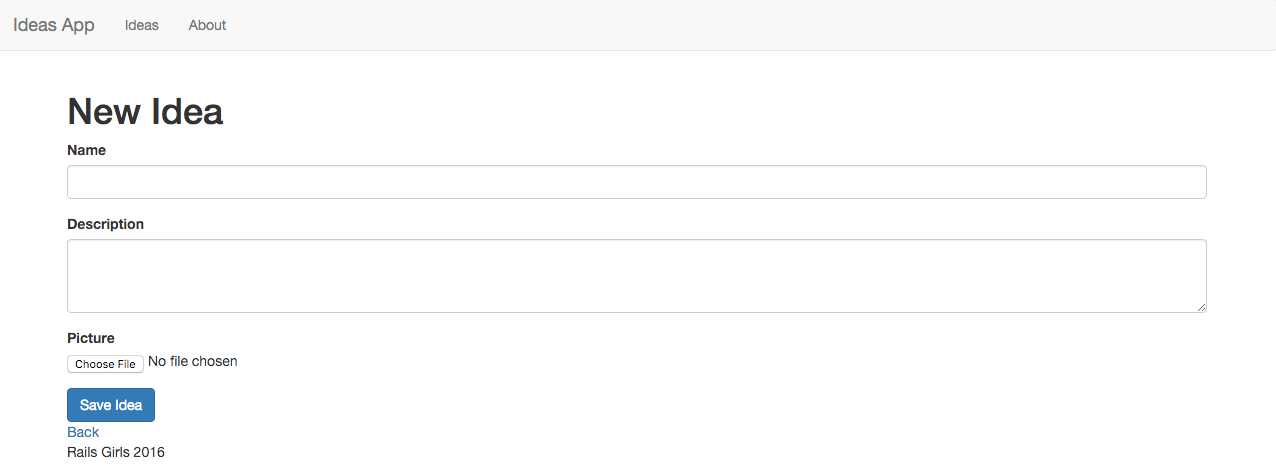 Ideas App Ideas About
New Idea
Name
Description
Picture
Choose File No file chosen
Save Idea
Back
Rails Girls 2016